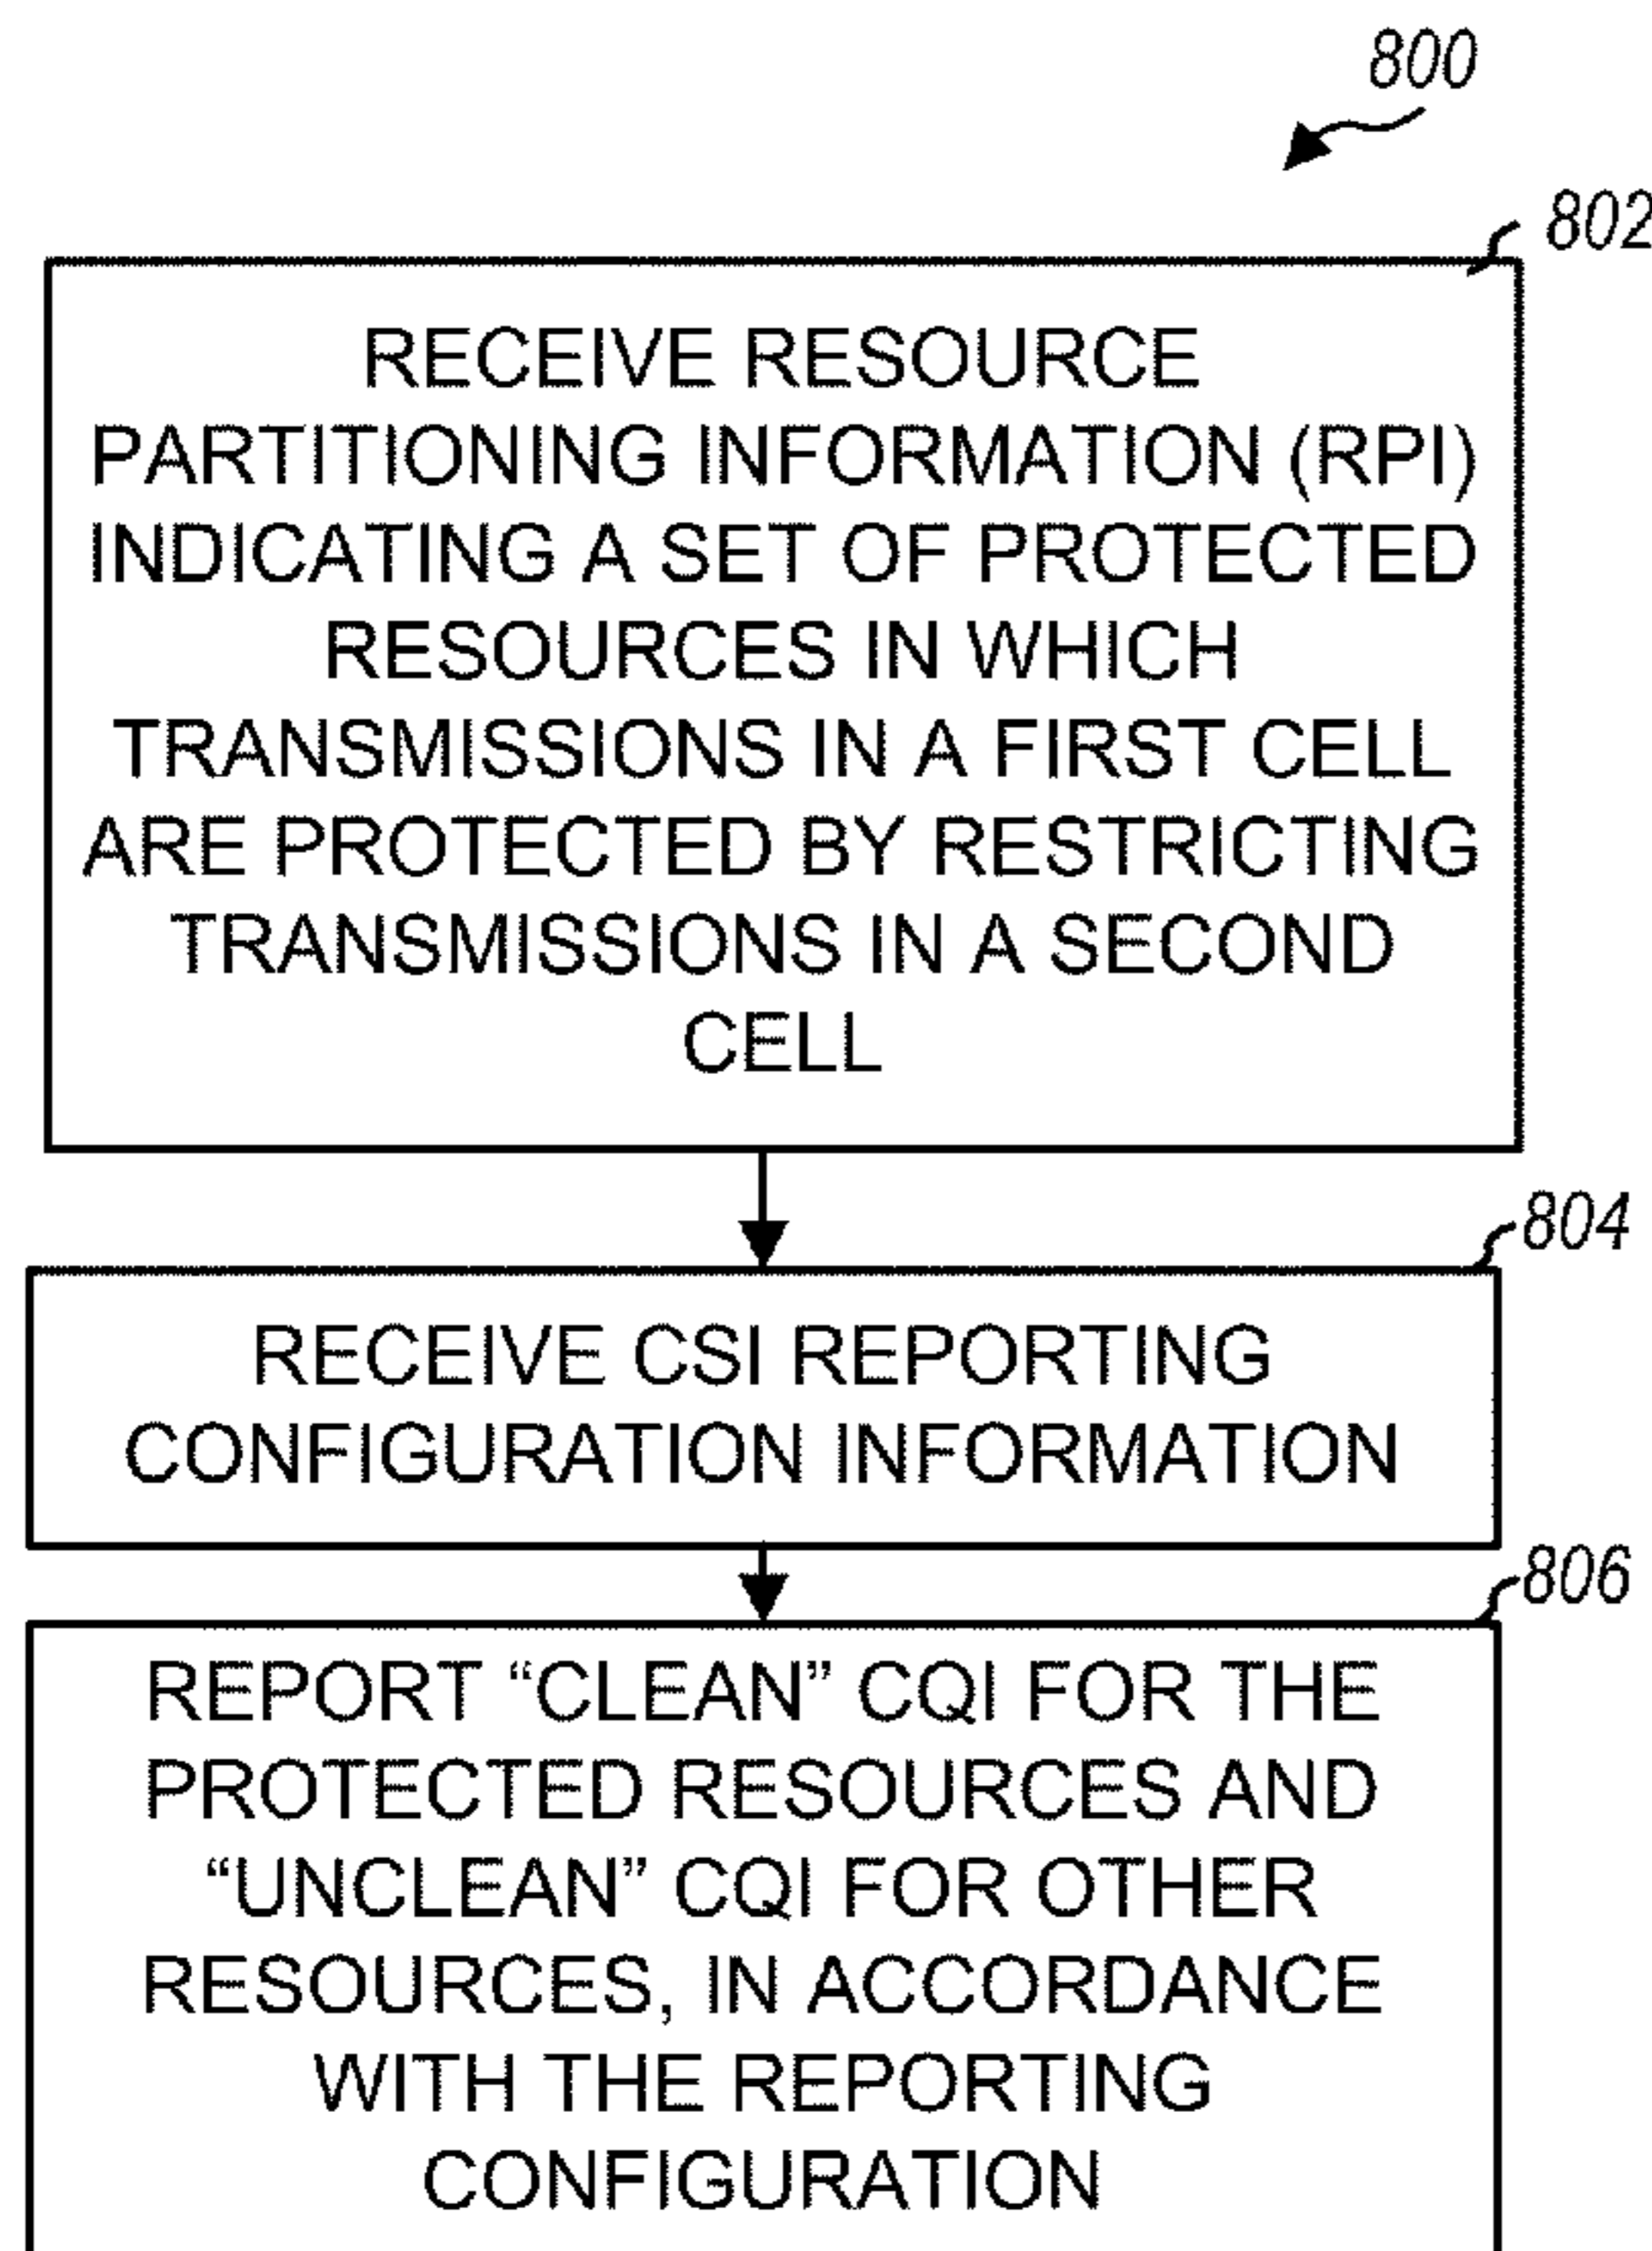 800
802
RECEIVE RESOURCE
PARTITIONING INFORMATION (RPI)
INDICATING A SET OF PROTECTED
RESOURCES IN WHICH
TRANSMISSIONS IN A FIRST CELL
ARE PROTECTED BY RESTRICTING
TRANSMISSIONS IN A SECOND
CELL
804
RECEIVE CSI REPORTING
CONFIGURATION INFORMATION
806
REPORT “CLEAN” CQI FOR THE
PROTECTED RESOURCES AND
“UNCLEAN” CQI FOR OTHER
RESOURCES, IN ACCORDANCE
WITH THE REPORTING
CONFIGURATION